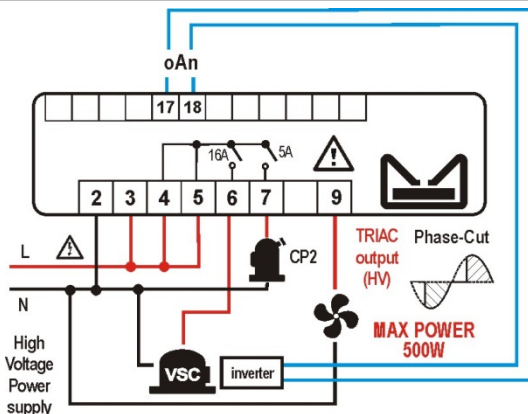 oAn
17 18
16A 5A
2 3 4 5 6 7 9
L
CP2
TRIAC
output
(HV)
Phase-Cut
N
MAX POWER
500W
High
Voltage
Power
supply
VSC
inverter